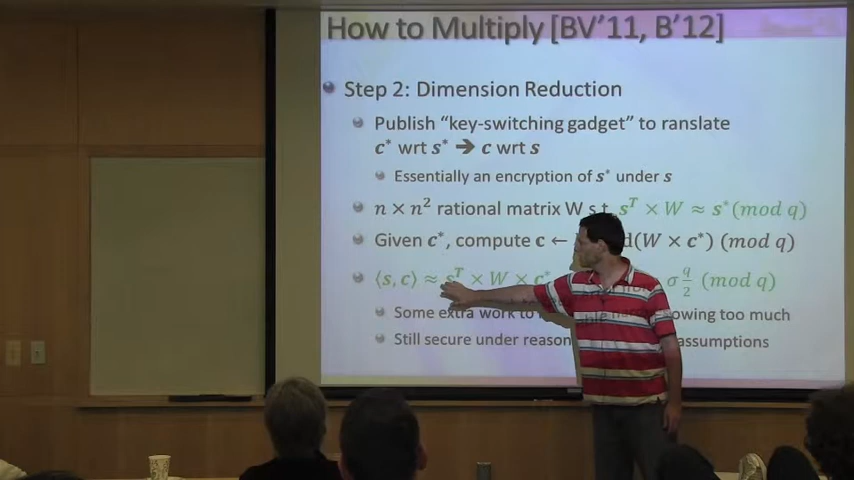 How to Multiply [BV'11, B'12]
Step 2: Dimension Reduction
Publish "key-switching gadget" to ranslate
c* wrt s* ➔ c wrt s
Essentially an encryption of s* under s
n × n² rational matrix W s.t. sᵀ × W ≈ s* (mod q)
Given c*, compute c ← d(W × c*) (mod q)
⟨s, c⟩ ≈ sᵀ × W × c* σ q/2 (mod q)
Some extra work to growing too much
Still secure under reason assumptions